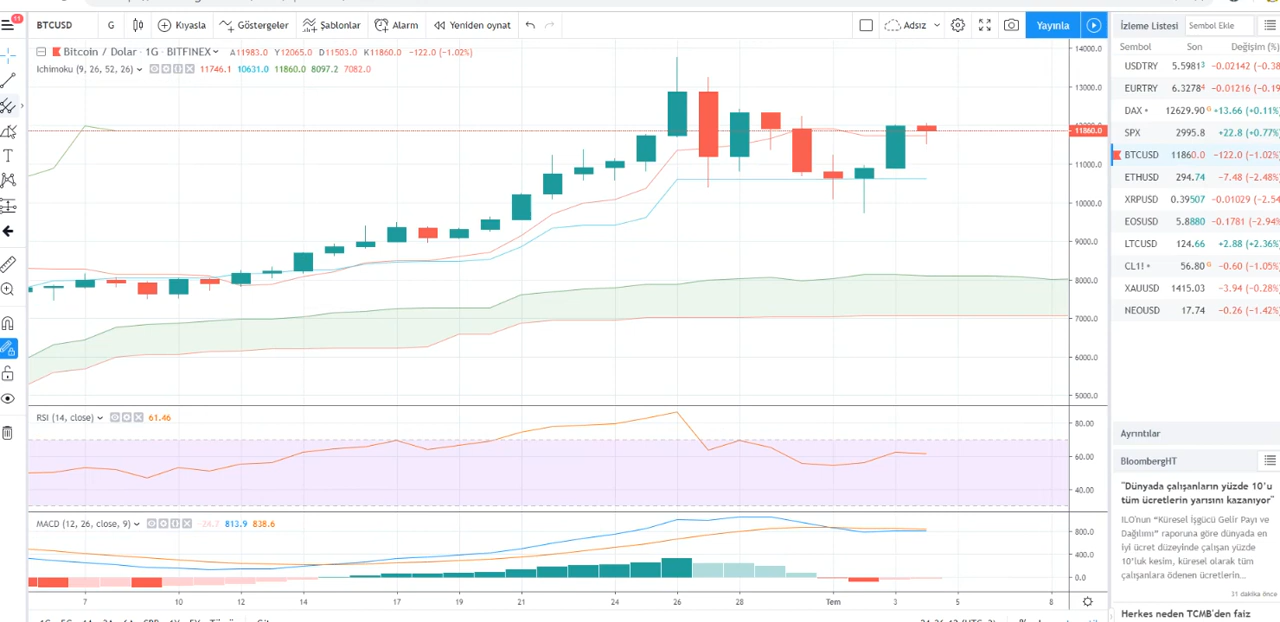 11
BTCUSD
G
Kıyasla
Göstergeler
Şablonlar
Alarm
Yeniden oynat
Adsız
Yayınla
Bitcoin / Dolar · 1G · BITFINEX
A11983.0 Y12065.0 D11503.0 K11860.0 −122.0 (−1.02%)
Ichimoku (9, 26, 52, 26) 11746.1 10631.0 11860.0 8097.2 7082.0
14000.0
13000.0
11860.0
11000.0
10000.0
9000.0
8000.0
7000.0
6000.0
5000.0
RSI (14, close) 61.46
80.00
60.00
40.00
MACD (12, 26, close, 9) −24.7 813.9 838.6
800.0
400.0
0.0
7 10 12 14 17 19 21 24 26 28 Tem 3 5 8
İzleme Listesi
Sembol Ekle
Sembol Son Değişim (%)
USDTRY 5.5981 −0.02142 (−0.38
EURTRY 6.3278 −0.01216 (−0.19
DAX 12629.90 G +13.66 (+0.11%)
SPX 2995.8 +22.8 (+0.77%)
BTCUSD 11860.0 −122.0 (−1.02%)
ETHUSD 294.74 −7.48 (−2.48%)
XRPUSD 0.39507 −0.01029 (−2.54
EOSUSD 5.8880 −0.1781 (−2.94%
LTCUSD 124.66 +2.88 (+2.36%)
CL1! 56.80 G −0.60 (−1.05%)
XAUUSD 1415.03 −3.94 (−0.28%)
NEOUSD 17.74 −0.26 (−1.42%)
Ayrıntılar
BloombergHT
"Dünyada çalışanların yüzde 10'u
tüm ücretlerin yarısını kazanıyor"
ILO'nun “Küresel İşgücü Gelir Payı ve
Dağılımı” raporuna göre dünyada en
iyi ücret düzeyinde çalışan yüzde
10'luk kesim, küresel olarak tüm
çalışanlara ödenen ücretlerin...
31 dakika önce
Herkes neden TCMB'den faiz